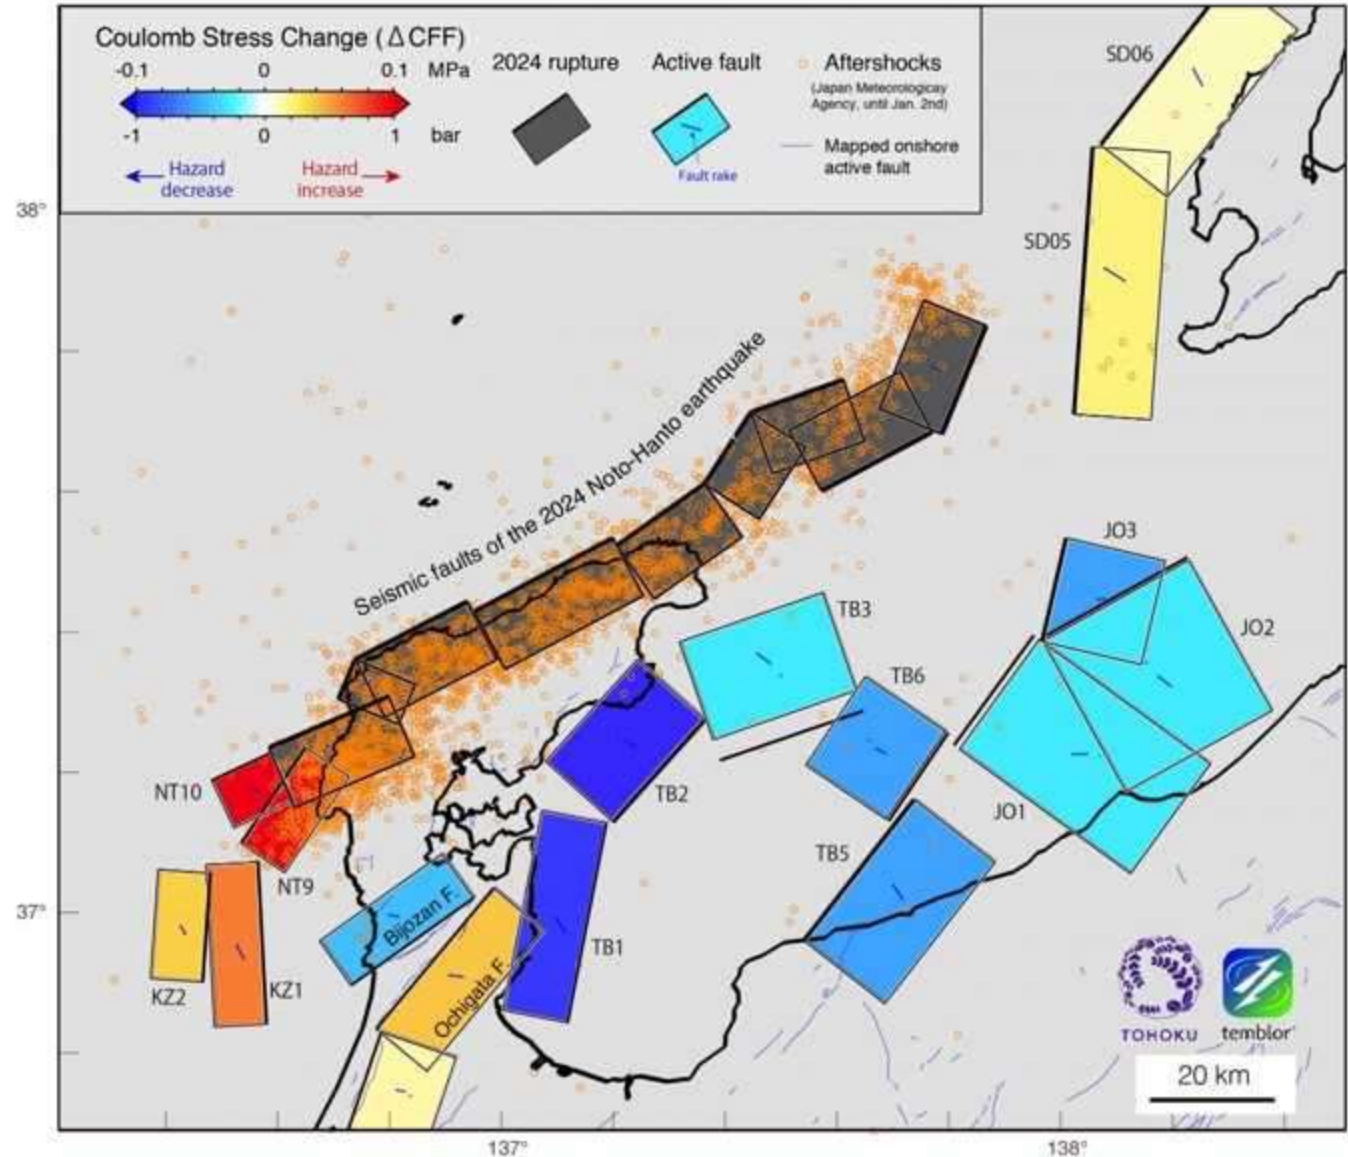 Coulomb Stress Change (ΔCFF)
-0.1 0 0.1 MPa
-1 0 1 bar
Hazard decrease
Hazard increase
2024 rupture
Active fault
Fault rake
Aftershocks
(Japan Meteorologicay
Agency, until Jan. 2nd)
Mapped onshore
active fault
SD06
38°
SD05
Seismic faults of the 2024 Noto-Hanto earthquake
JO3
TB3
JO2
TB6
NT10
TB2
JO1
TB5
NT9
37°
Bijozan F.
TB1
KZ2
KZ1
Ochigata F.
TOHOKU
temblor
20 km
137°
138°